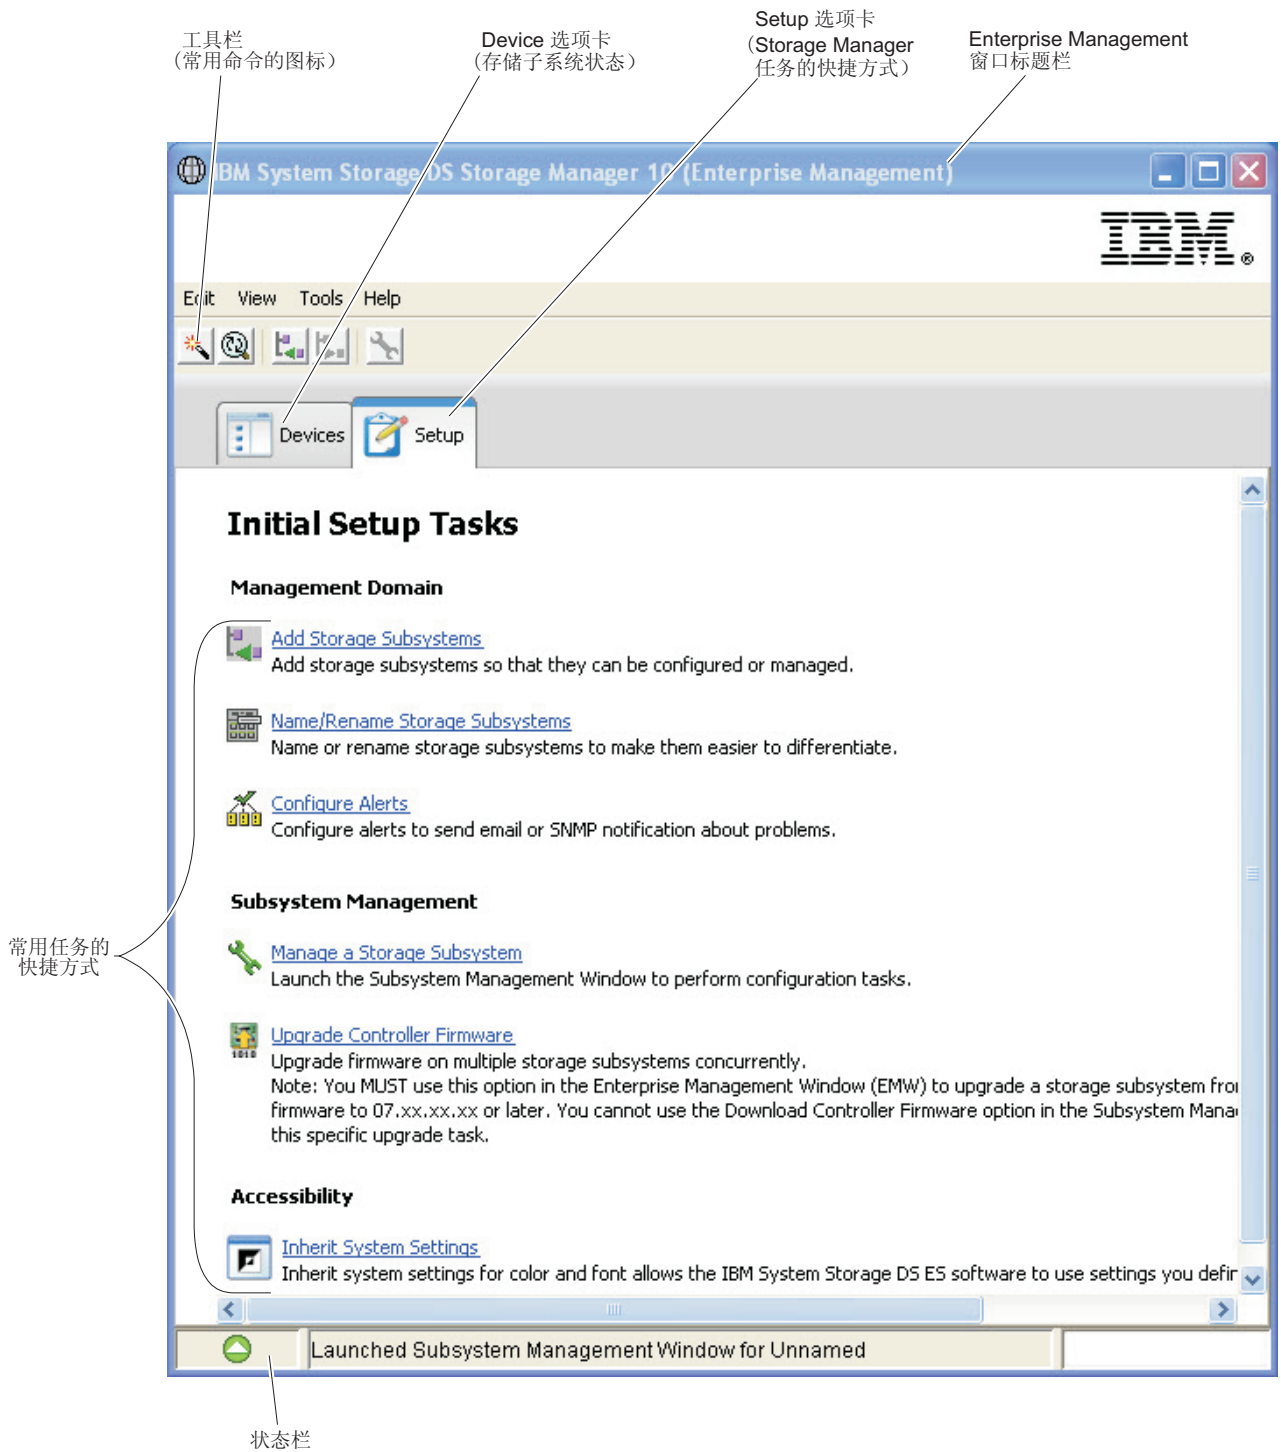 工具栏
（常用命令的图标）
Device 选项卡
（存储子系统状态）
Setup 选项卡
（Storage Manager
任务的快捷方式）
Enterprise Management
窗口标题栏
IBM System Storage DS Storage Manager 10 (Enterprise Management)
IBM®
Edit View Tools Help
Devices
Setup
Initial Setup Tasks
Management Domain
Add Storage Subsystems
Add storage subsystems so that they can be configured or managed.
Name/Rename Storage Subsystems
Name or rename storage subsystems to make them easier to differentiate.
Configure Alerts
Configure alerts to send email or SNMP notification about problems.
Subsystem Management
常用任务的
快捷方式
Manage a Storage Subsystem
Launch the Subsystem Management Window to perform configuration tasks.
Upgrade Controller Firmware
1010
Upgrade firmware on multiple storage subsystems concurrently.
Note: You MUST use this option in the Enterprise Management Window (EMW) to upgrade a storage subsystem fro
firmware to 07.xx.xx.xx or later. You cannot use the Download Controller Firmware option in the Subsystem Mana
this specific upgrade task.
Accessibility
Inherit System Settings
Inherit system settings for color and font allows the IBM System Storage DS ES software to use settings you defin
Launched Subsystem Management Window for Unnamed
状态栏